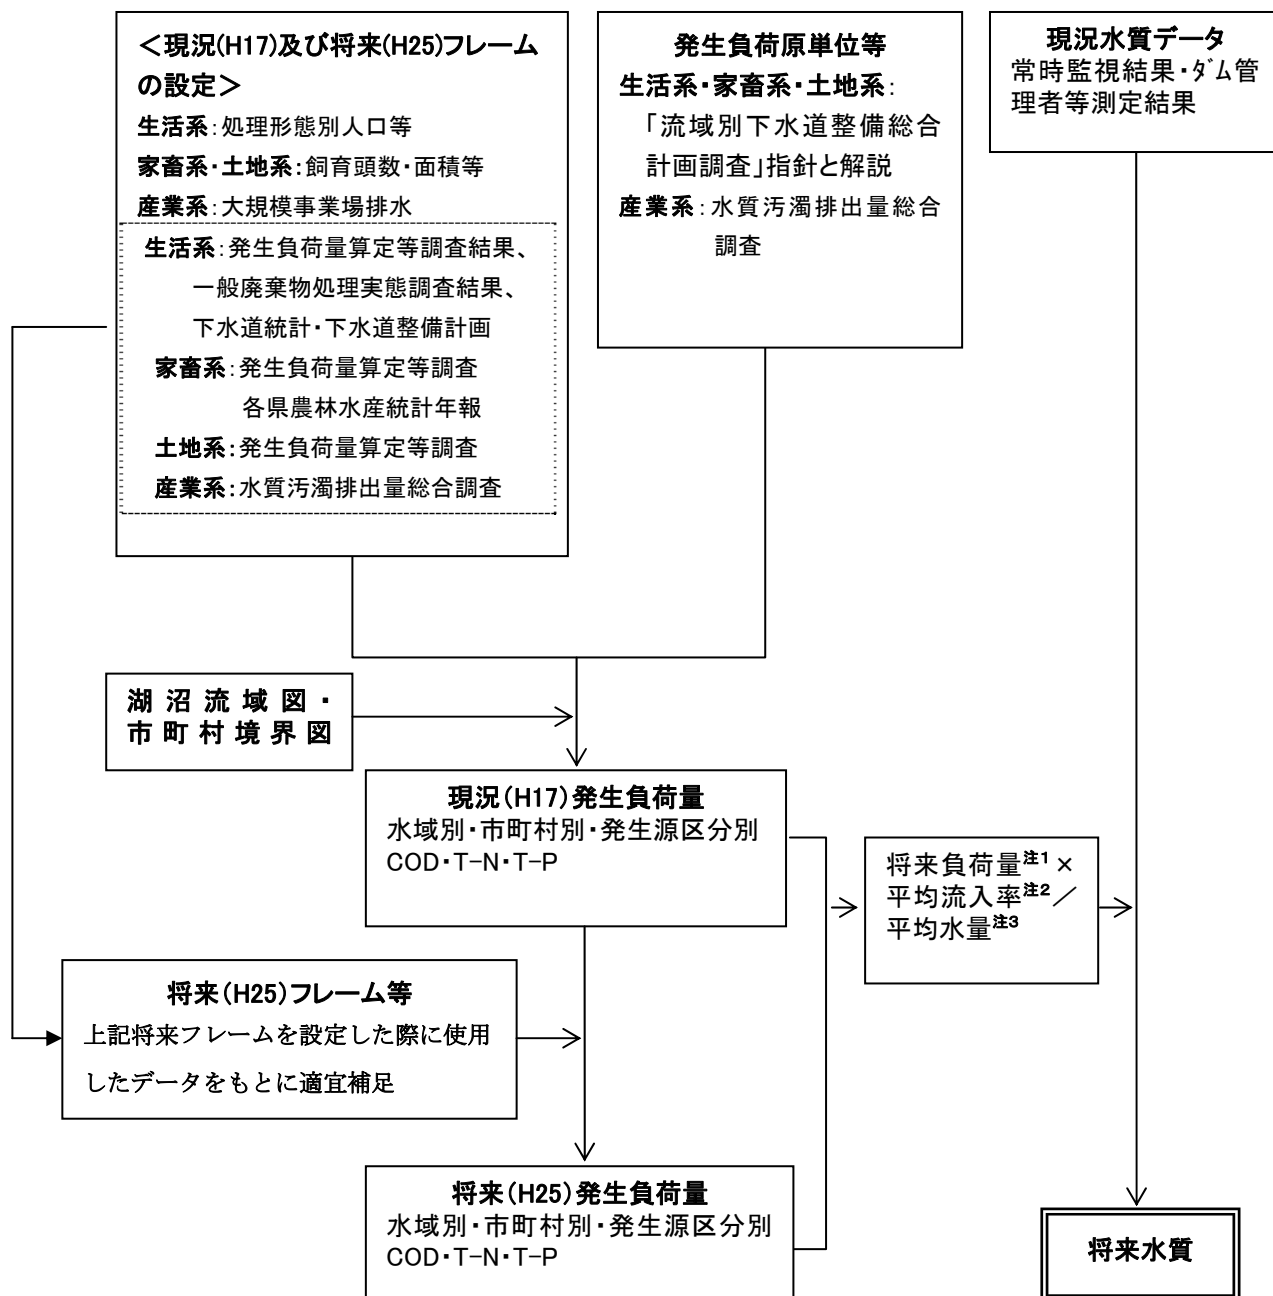 ＜現況(H17)及び将来(H25)フレーム
の設定＞
生活系：処理形態別人口等
家畜系・土地系：飼育頭数・面積等
産業系：大規模事業場排水
生活系：発生負荷量算定等調査結果、
一般廃棄物処理実態調査結果、
下水道統計・下水道整備計画
家畜系：発生負荷量算定等調査
各県農林水産統計年報
土地系：発生負荷量算定等調査
産業系：水質汚濁排出量総合調査
発生負荷原単位等
生活系・家畜系・土地系：
「流域別下水道整備総合
計画調査」指針と解説
産業系：水質汚濁排出量総合
調査
現況水質データ
常時監視結果・ﾀﾞﾑ管
理者等測定結果
湖沼流域図・
市町村境界図
現況（H17）発生負荷量
水域別・市町村別・発生源区分別
COD・T-N・T-P
将来負荷量注1×
平均流入率注2／
平均水量注3
将来（H25）フレーム等
上記将来フレームを設定した際に使用
したデータをもとに適宜補足
将来（H25）発生負荷量
水域別・市町村別・発生源区分別
COD・T-N・T-P
将来水質